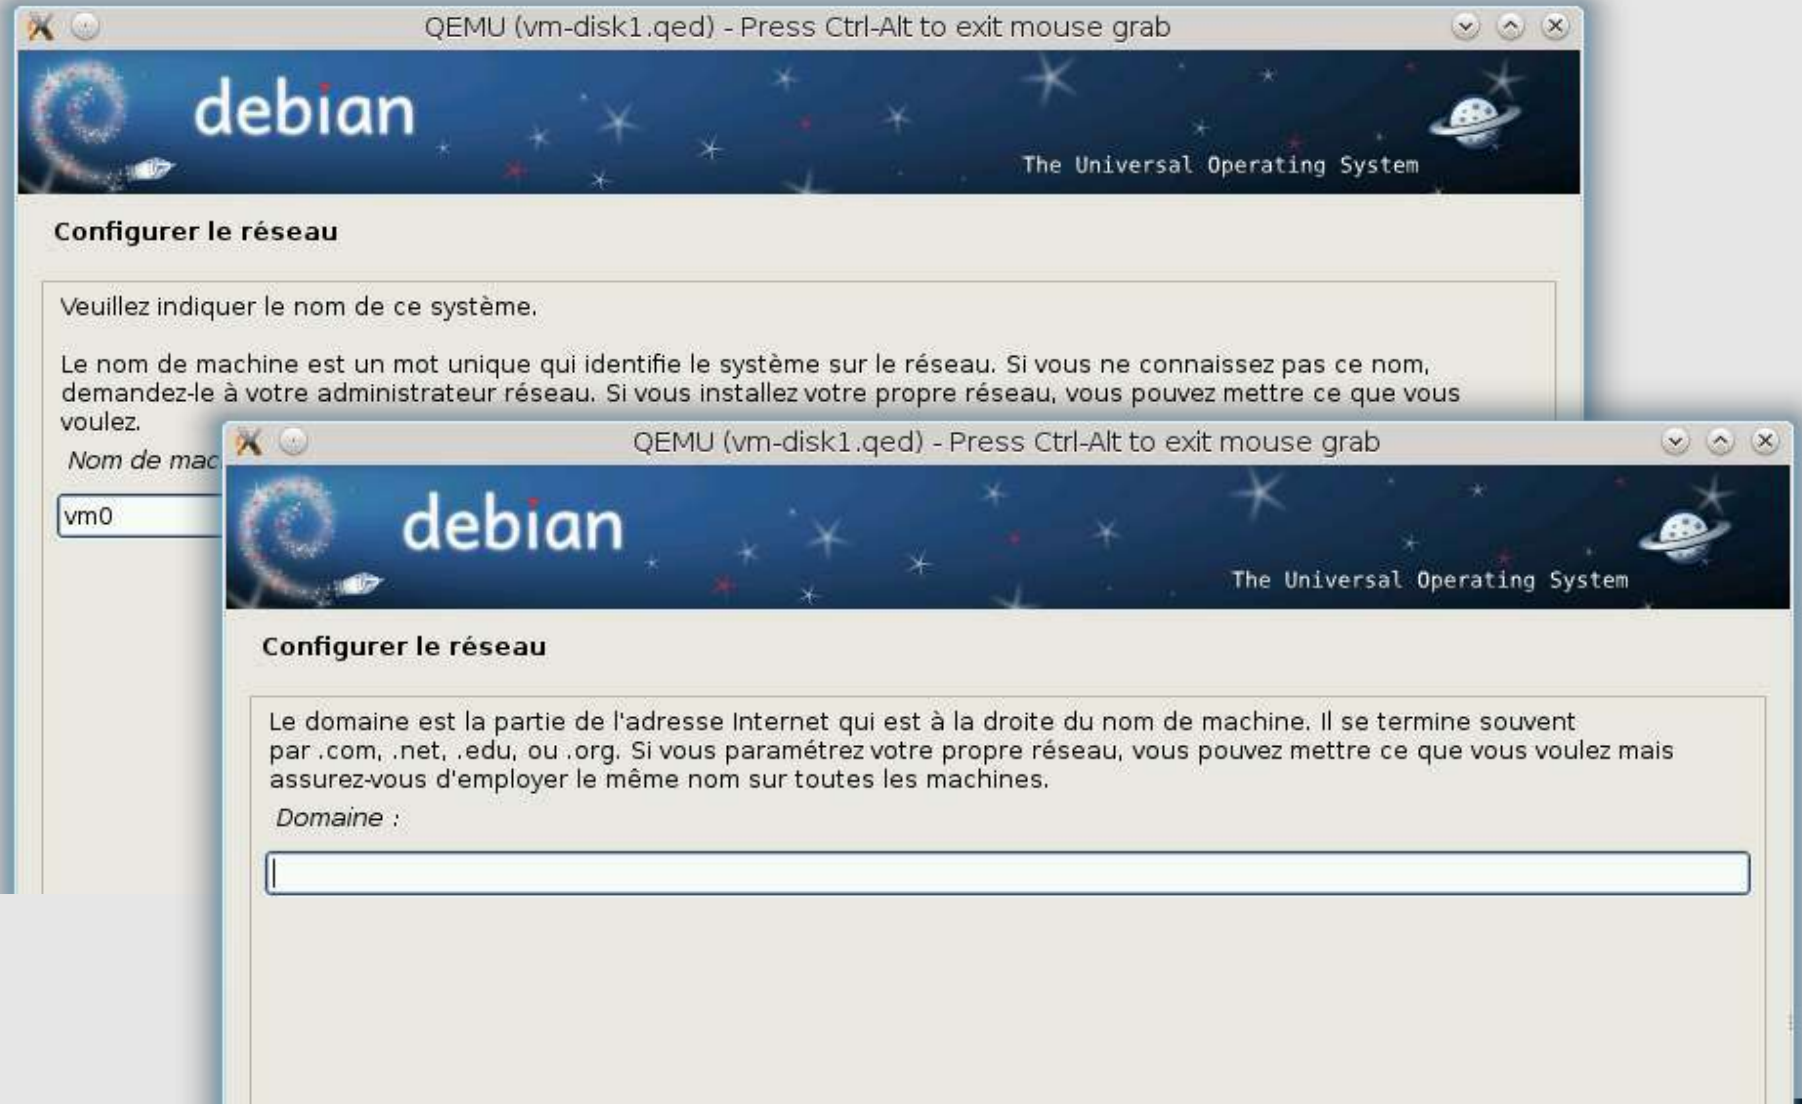 QEMU (vm-disk1.qed) - Press Ctrl-Alt to exit mouse grab
debian
The Universal Operating System
Configurer le réseau
Veuillez indiquer le nom de ce système.
Le nom de machine est un mot unique qui identifie le système sur le réseau. Si vous ne connaissez pas ce nom,
demandez-le à votre administrateur réseau. Si vous installez votre propre réseau, vous pouvez mettre ce que vous
voulez.
Nom de mac
vm0
QEMU (vm-disk1.qed) - Press Ctrl-Alt to exit mouse grab
debian
The Universal Operating System
Configurer le réseau
Le domaine est la partie de l'adresse Internet qui est à la droite du nom de machine. Il se termine souvent
par .com, .net, .edu, ou .org. Si vous paramétrez votre propre réseau, vous pouvez mettre ce que vous voulez mais
assurez-vous d'employer le même nom sur toutes les machines.
Domaine :